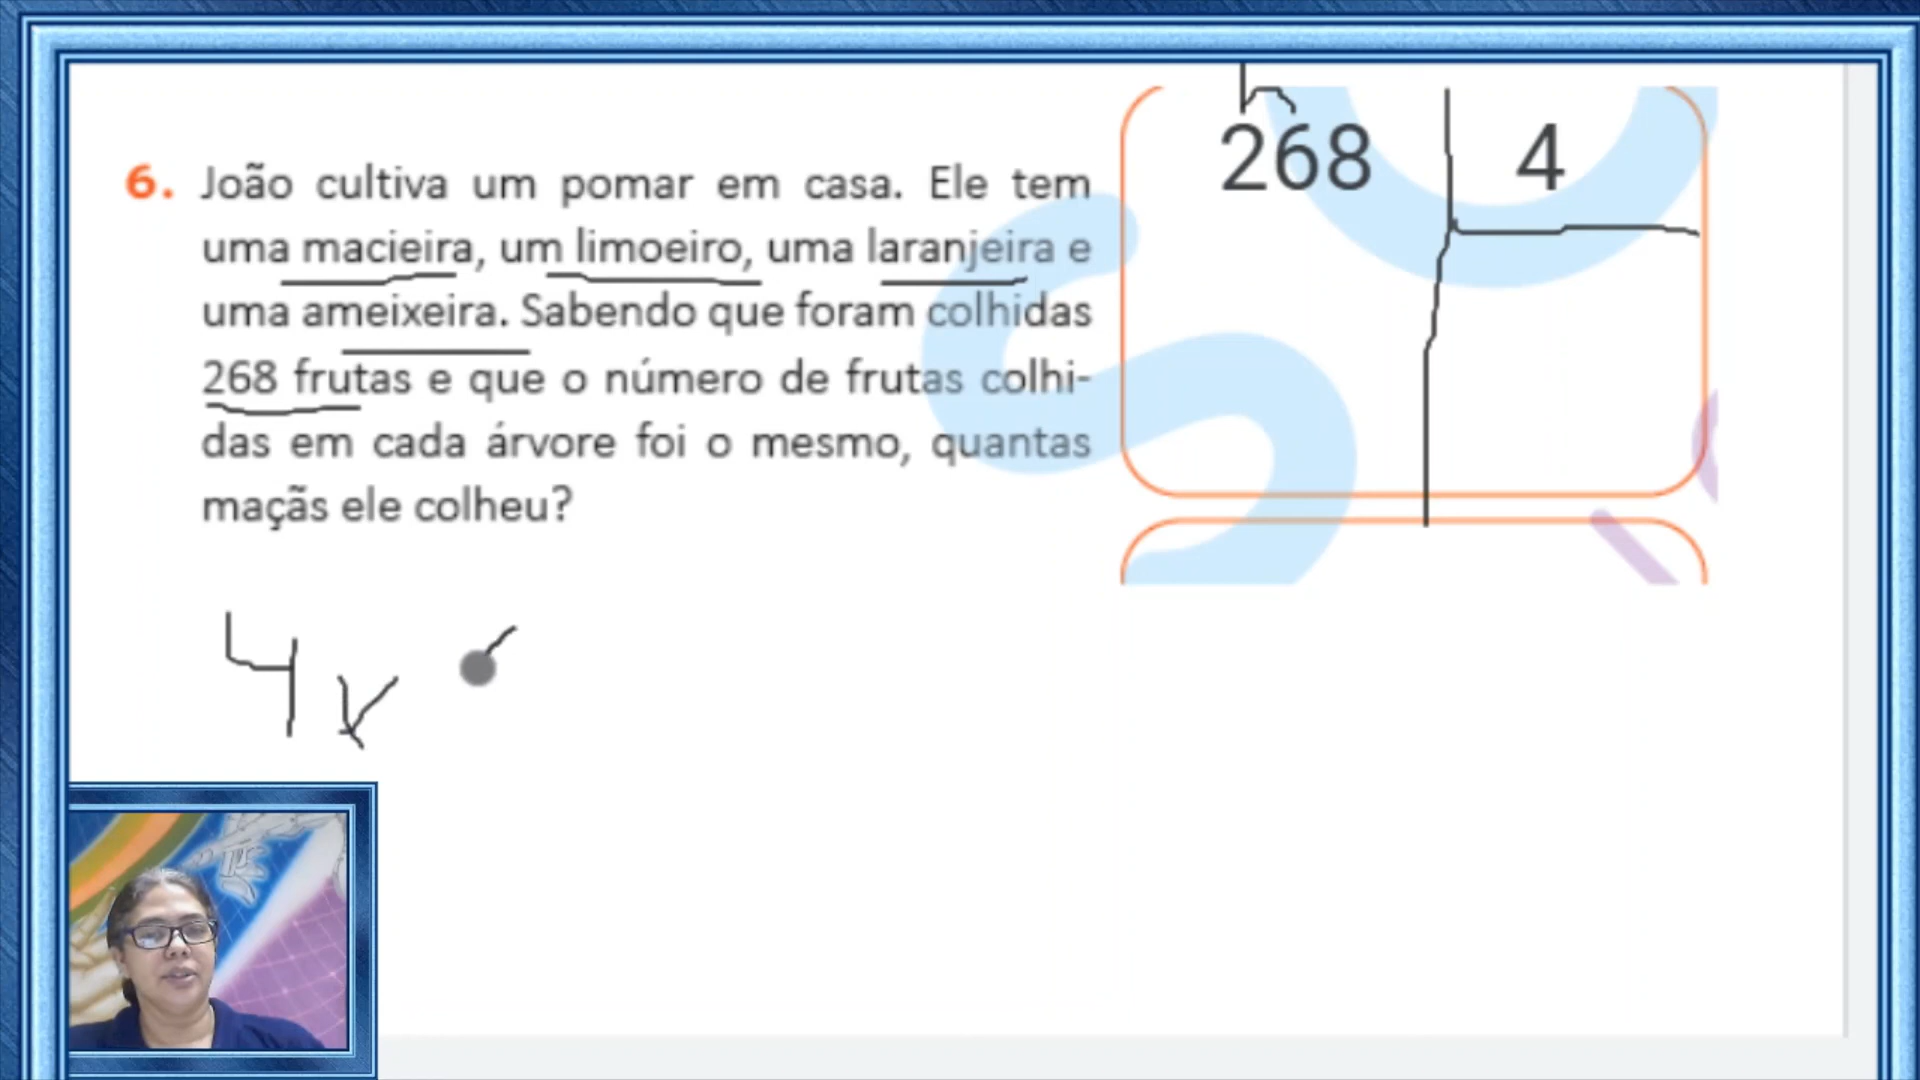 6. João cultiva um pomar em casa. Ele tem
uma macieira, um limoeiro, uma laranjeira e
uma ameixeira. Sabendo que foram colhidas
268 frutas e que o número de frutas colhi-
das em cada árvore foi o mesmo, quantas
maçãs ele colheu?
268 4
4 x